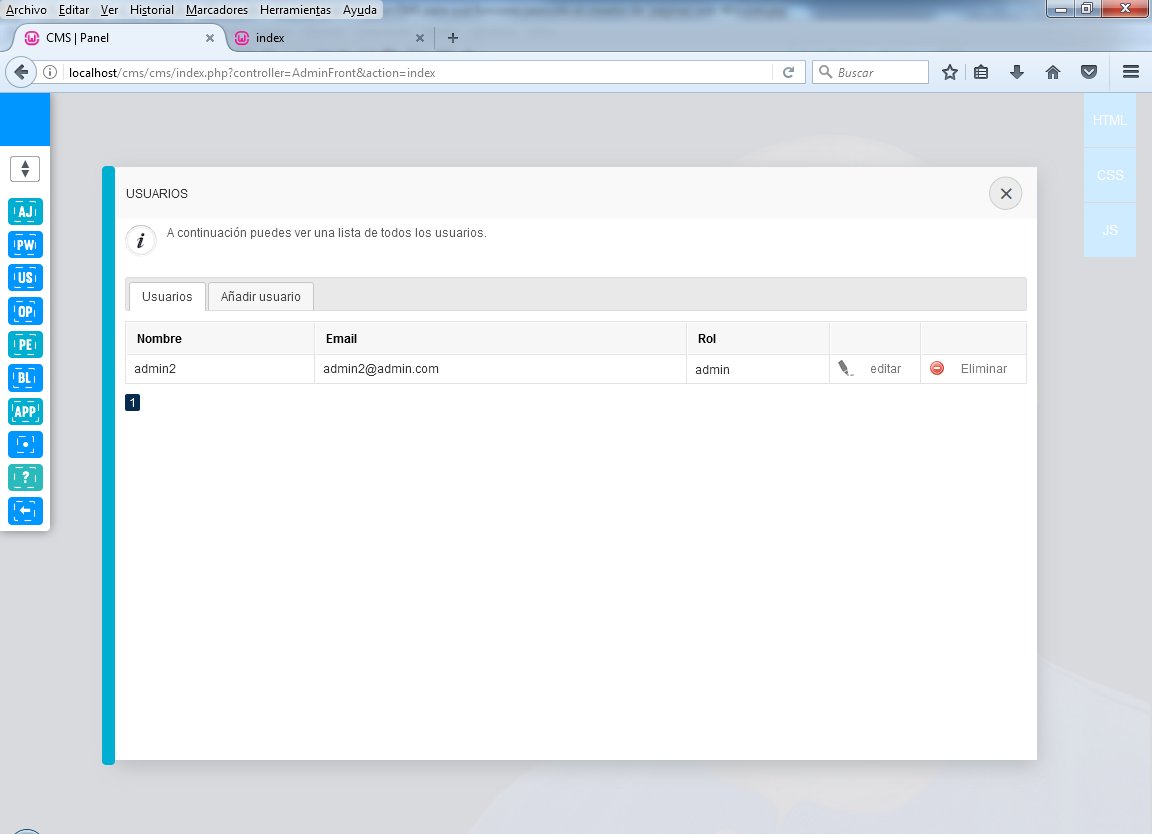 Archivo Editar Ver Historial Marcadores Herramientas Ayuda
CMS | Panel
index
localhost/cms/cms/index.php?controller=AdminFront&action=index
Buscar
HTML
CSS
JS
AJ
PW
US
OP
PE
BL
APP
?
USUARIOS
i
A continuación puedes ver una lista de todos los usuarios.
Usuarios Añadir usuario
Nombre Email Rol
admin2 admin2@admin.com admin editar Eliminar
1